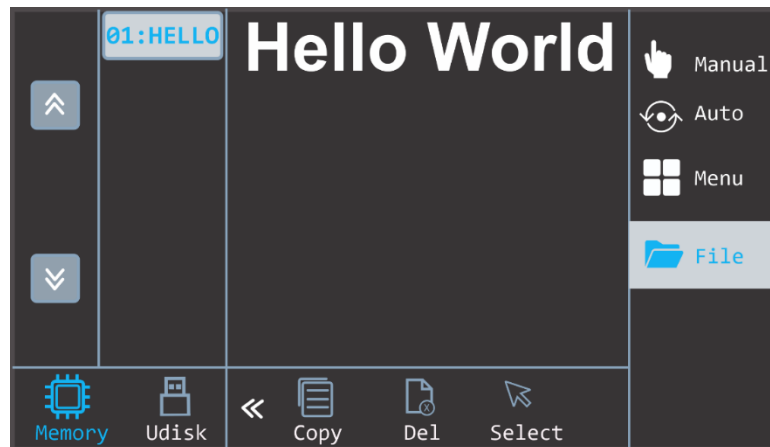 01:HELLO
Hello World
Manual
Auto
Menu
File
Memory
Udisk
Copy
Del
Select